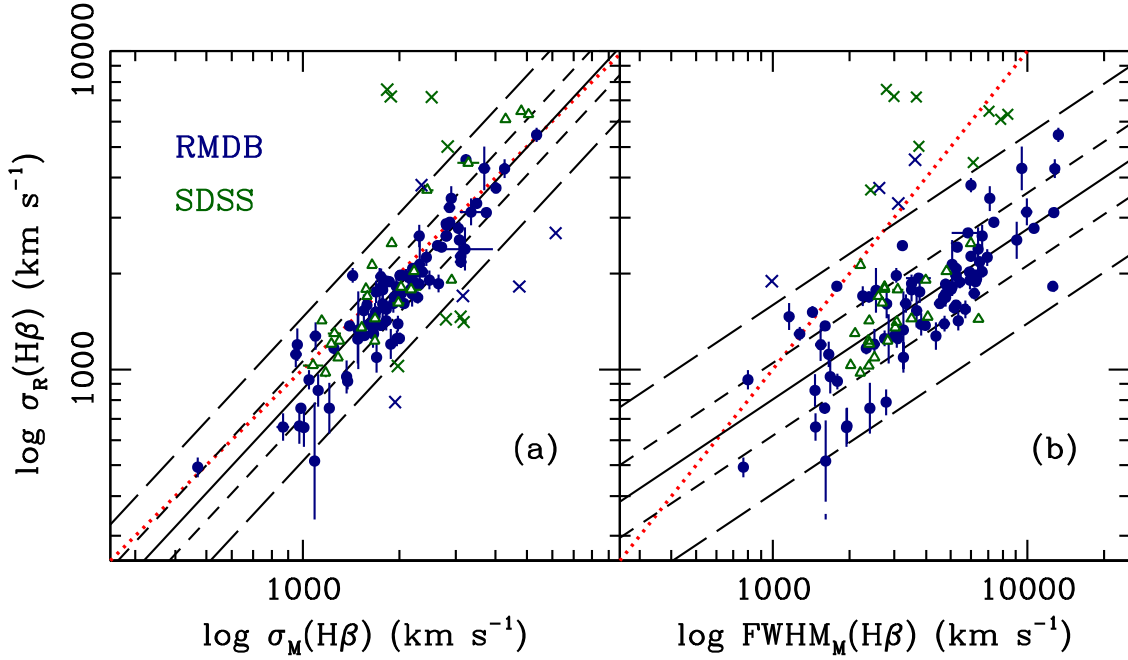 log σR(Hβ) (km s−1)
10000
1000
RMDB
SDSS
(a)
(b)
1000
1000
10000
log σM(Hβ) (km s−1)
log FWHMM(Hβ) (km s−1)